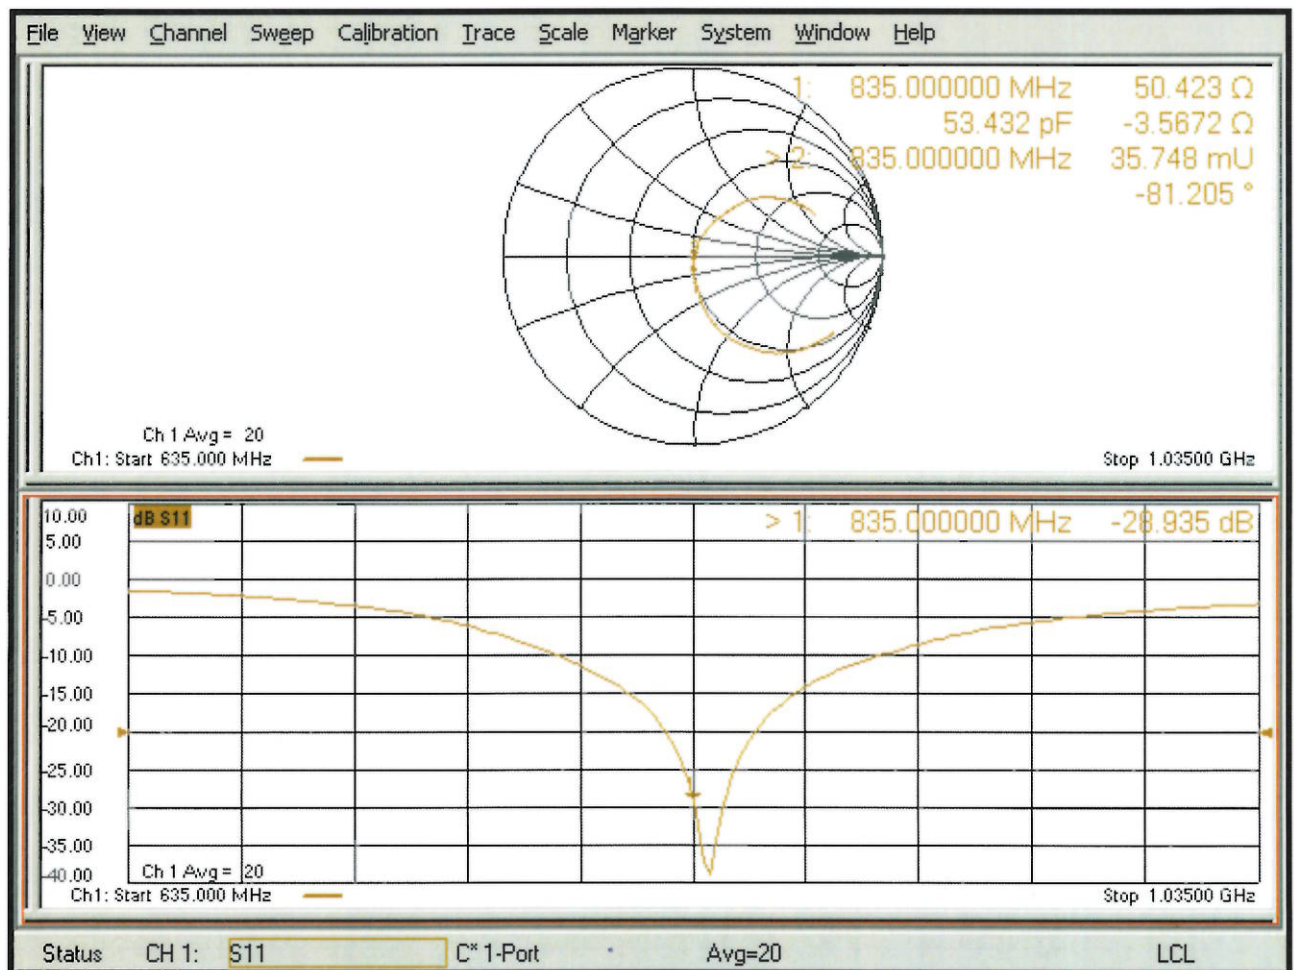 File View Channel Sweep Calibration Trace Scale Marker System Window Help
1: 835.000000 MHz 50.423 Ω
53.432 pF -3.5672 Ω
> 2: 835.000000 MHz 35.748 mU
-81.205 °
Ch 1 Avg = 20
Ch1: Start 635.000 MHz
Stop 1.03500 GHz
10.00
dB S11
> 1: 835.000000 MHz -28.935 dB
5.00
0.00
-5.00
-10.00
-15.00
-20.00
-25.00
-30.00
-35.00
-40.00
Ch 1 Avg = 20
Ch1: Start 635.000 MHz
Stop 1.03500 GHz
Status CH 1: S11 C* 1-Port Avg=20 LCL